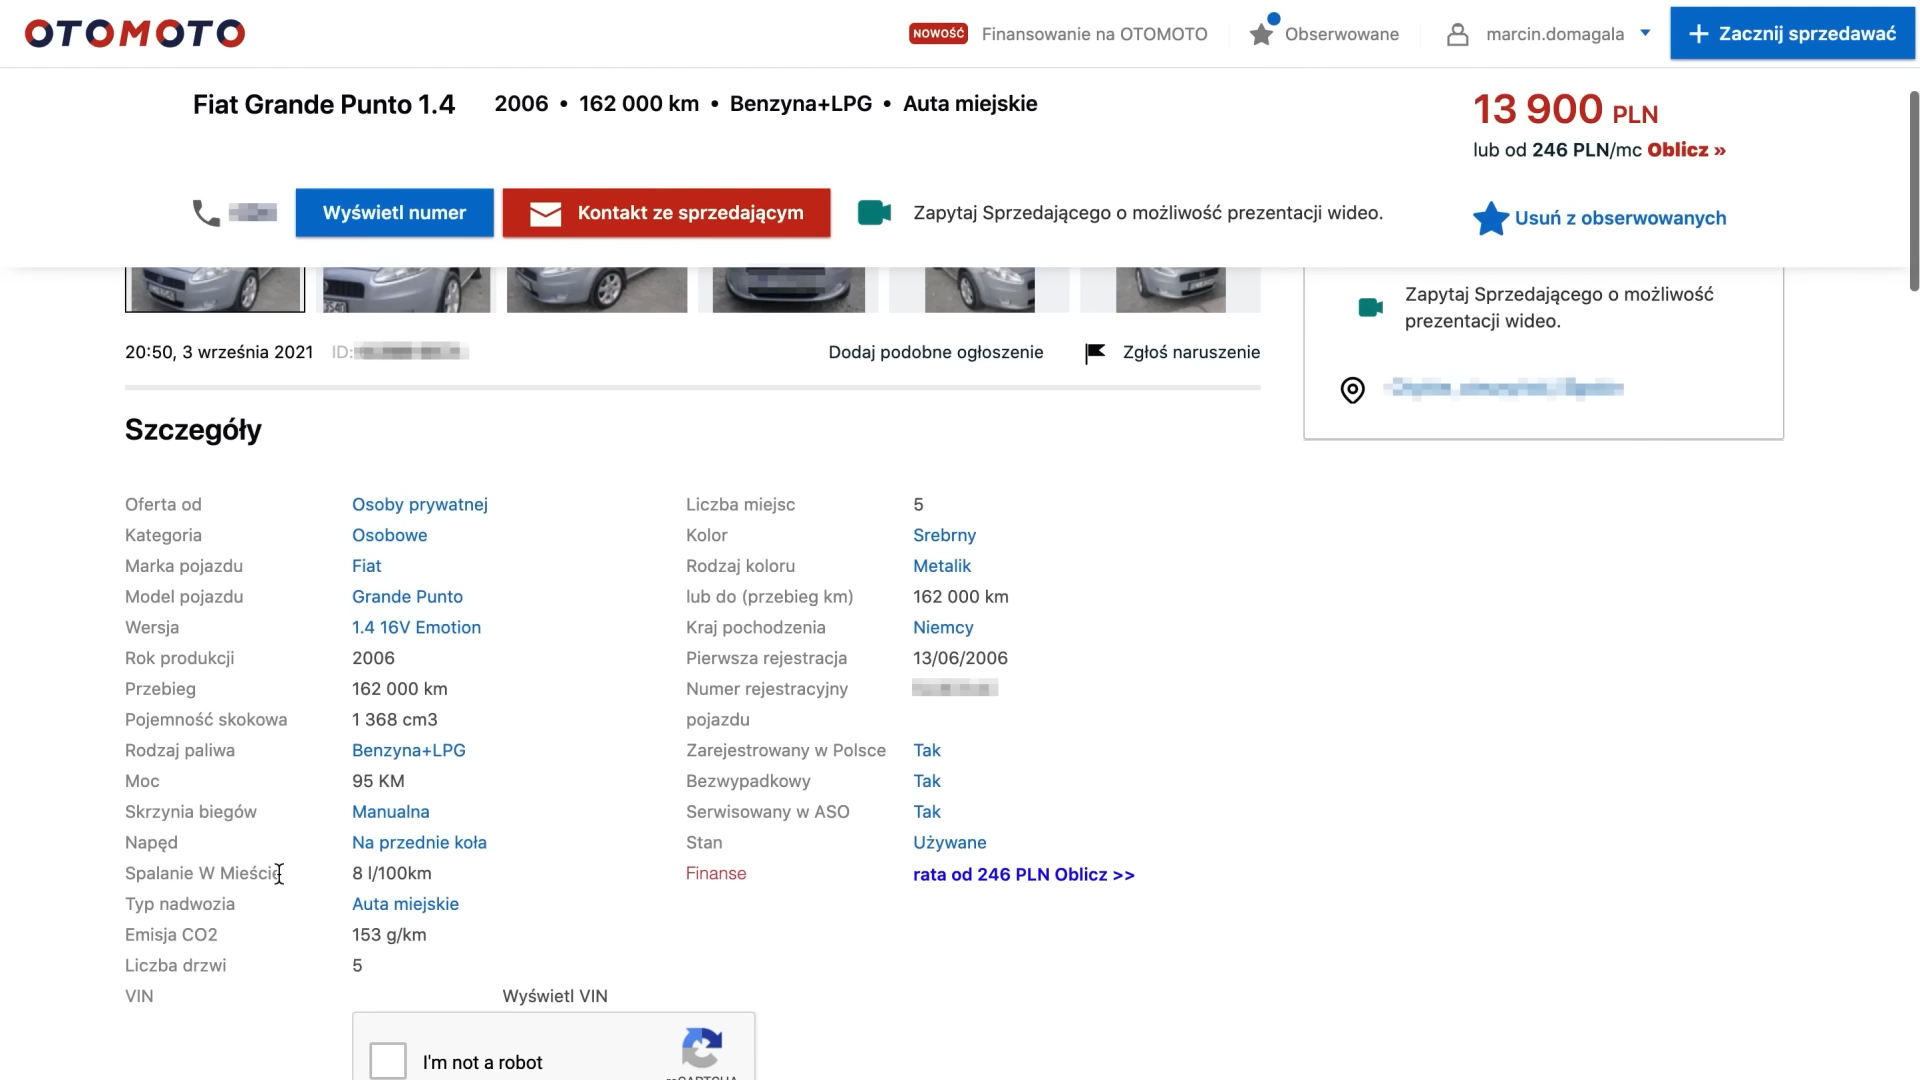 OTOMOTO
NOWOŚĆ Finansowanie na OTOMOTO
Obserwowane
marcin.domagala
+ Zacznij sprzedawać
Fiat Grande Punto 1.4 2006 • 162 000 km • Benzyna+LPG • Auta miejskie
13 900 PLN
lub od 246 PLN/mc Oblicz »
Wyświetl numer
Kontakt ze sprzedającym
Zapytaj Sprzedającego o możliwość prezentacji wideo.
Usuń z obserwowanych
Zapytaj Sprzedającego o możliwość
prezentacji wideo.
20:50, 3 września 2021 ID:
Dodaj podobne ogłoszenie
Zgłoś naruszenie
Szczegóły
Oferta od Osoby prywatnej
Kategoria Osobowe
Marka pojazdu Fiat
Model pojazdu Grande Punto
Wersja 1.4 16V Emotion
Rok produkcji 2006
Przebieg 162 000 km
Pojemność skokowa 1 368 cm3
Rodzaj paliwa Benzyna+LPG
Moc 95 KM
Skrzynia biegów Manualna
Napęd Na przednie koła
Spalanie W Mieście 8 l/100km
Typ nadwozia Auta miejskie
Emisja CO2 153 g/km
Liczba drzwi 5
VIN Wyświetl VIN
Liczba miejsc 5
Kolor Srebrny
Rodzaj koloru Metalik
lub do (przebieg km) 162 000 km
Kraj pochodzenia Niemcy
Pierwsza rejestracja 13/06/2006
Numer rejestracyjny
pojazdu
Zarejestrowany w Polsce Tak
Bezwypadkowy Tak
Serwisowany w ASO Tak
Stan Używane
Finanse rata od 246 PLN Oblicz >>
I'm not a robot
reCAPTCHA